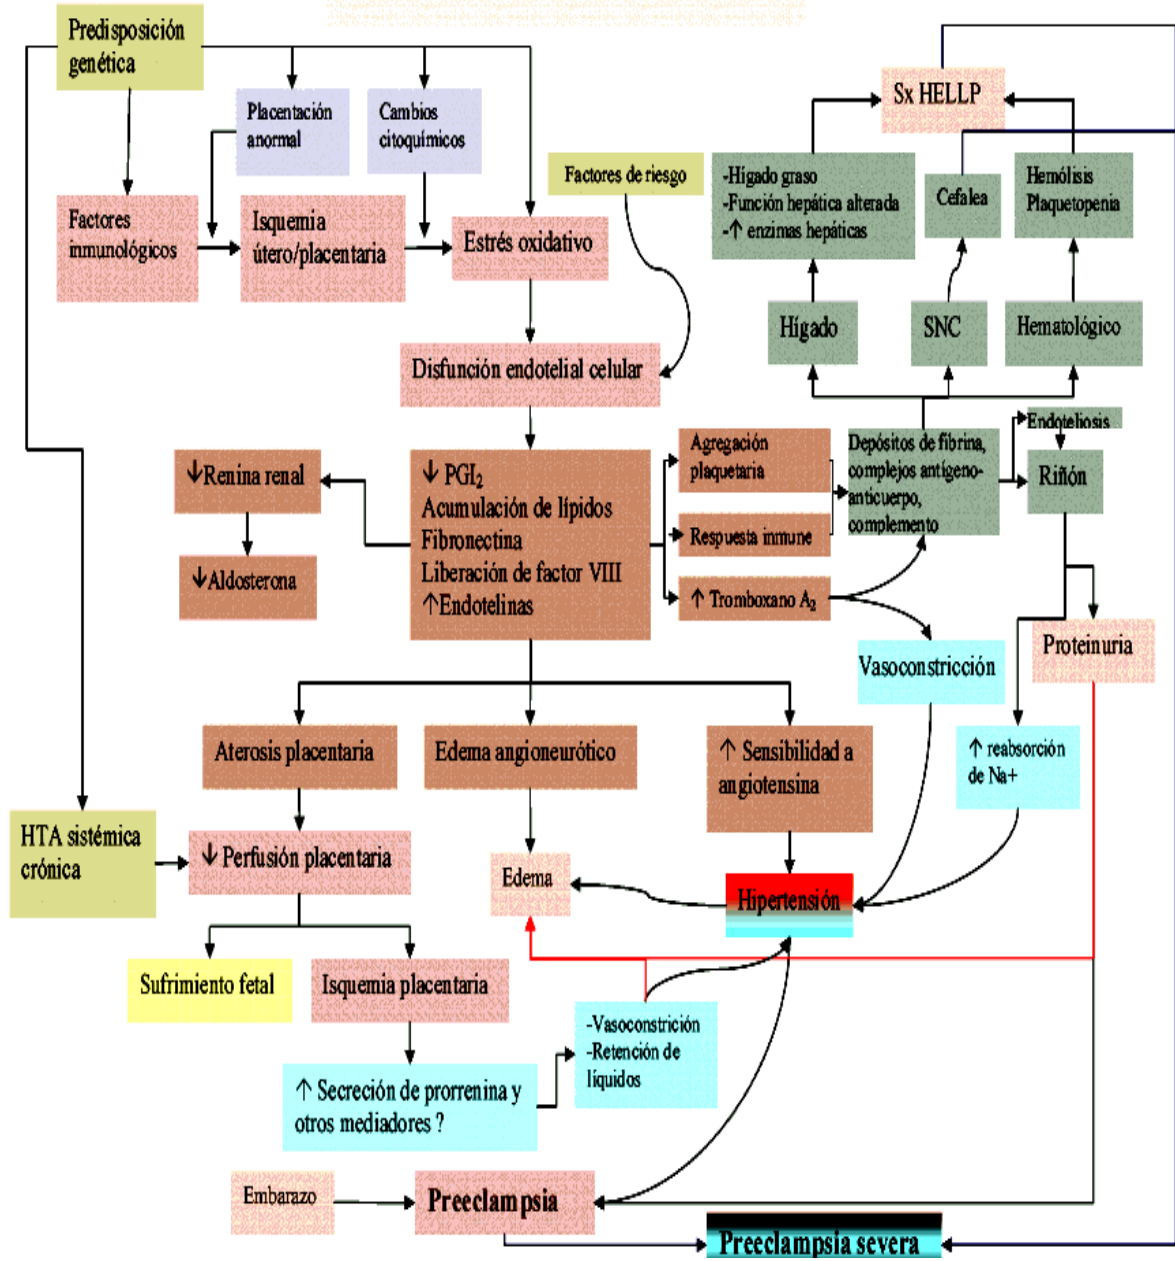 Predisposición
genética
Placentación
anormal
Cambios
citoquímicos
Factores de riesgo
Factores
inmunológicos
Isquemia
útero/placentaria
Estrés oxidativo
Disfunción endotelial celular
Sx HELLP
-Hígado graso
-Función hepática alterada
-↑ enzimas hepáticas
Cefalea
Hemólisis
Plaquetopenia
Hígado
SNC
Hematológico
↓Renina renal
↓Aldosterona
↓ PGI₂
Acumulación de lípidos
Fibronectina
Liberación de factor VIII
↑Endotelinas
Agregación
plaquetaria
Respuesta inmune
↑ Tromboxano A₂
Depósitos de fibrina,
complejos antígeno-
anticuerpo,
complemento
Endoteliosis
Riñón
Vasoconstricción
Proteinuria
↑ reabsorción
de Na+
Aterosis placentaria
Edema angioneurótico
↑ Sensibilidad a
angiotensina
HTA sistémica
crónica
↓ Perfusión placentaria
Edema
Hipertensión
Sufrimiento fetal
Isquemia placentaria
↑ Secreción de prorrenina y
otros mediadores ?
-Vasoconstrición
-Retención de
líquidos
Embarazo
Preeclampsia
Preeclampsia severa